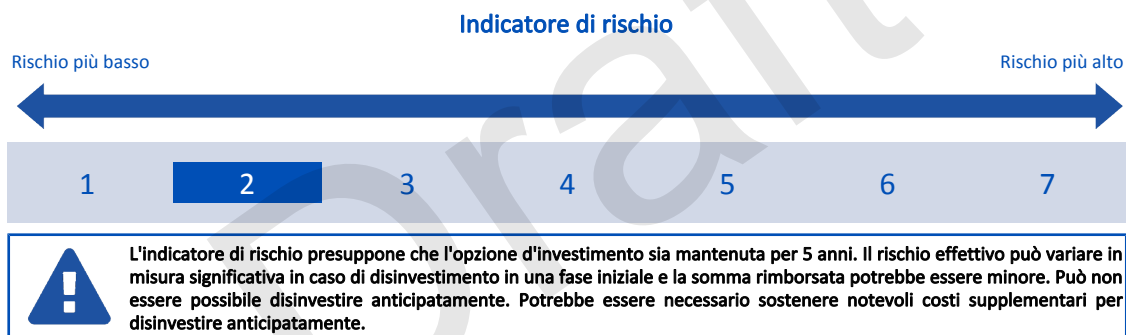 Indicatore di rischio
Rischio più basso
Rischio più alto
1 2 3 4 5 6 7
L'indicatore di rischio presuppone che l'opzione d'investimento sia mantenuta per 5 anni. Il rischio effettivo può variare in
misura significativa in caso di disinvestimento in una fase iniziale e la somma rimborsata potrebbe essere minore. Può non
essere possibile disinvestire anticipatamente. Potrebbe essere necessario sostenere notevoli costi supplementari per
disinvestire anticipatamente.
Draft